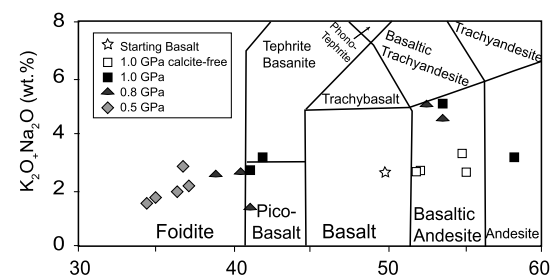 8
6
4
2
0
K2O+Na2O (wt.%)
Starting Basalt
1.0 GPa calcite-free
1.0 GPa
0.8 GPa
0.5 GPa
Tephrite
Basanite
Phono-
Tephrite
Basaltic
Trachyandesite
Trachyandesite
Trachybasalt
Foidite
Pico-
Basalt
Basalt
Basaltic
Andesite
Andesite
30
40
50
60